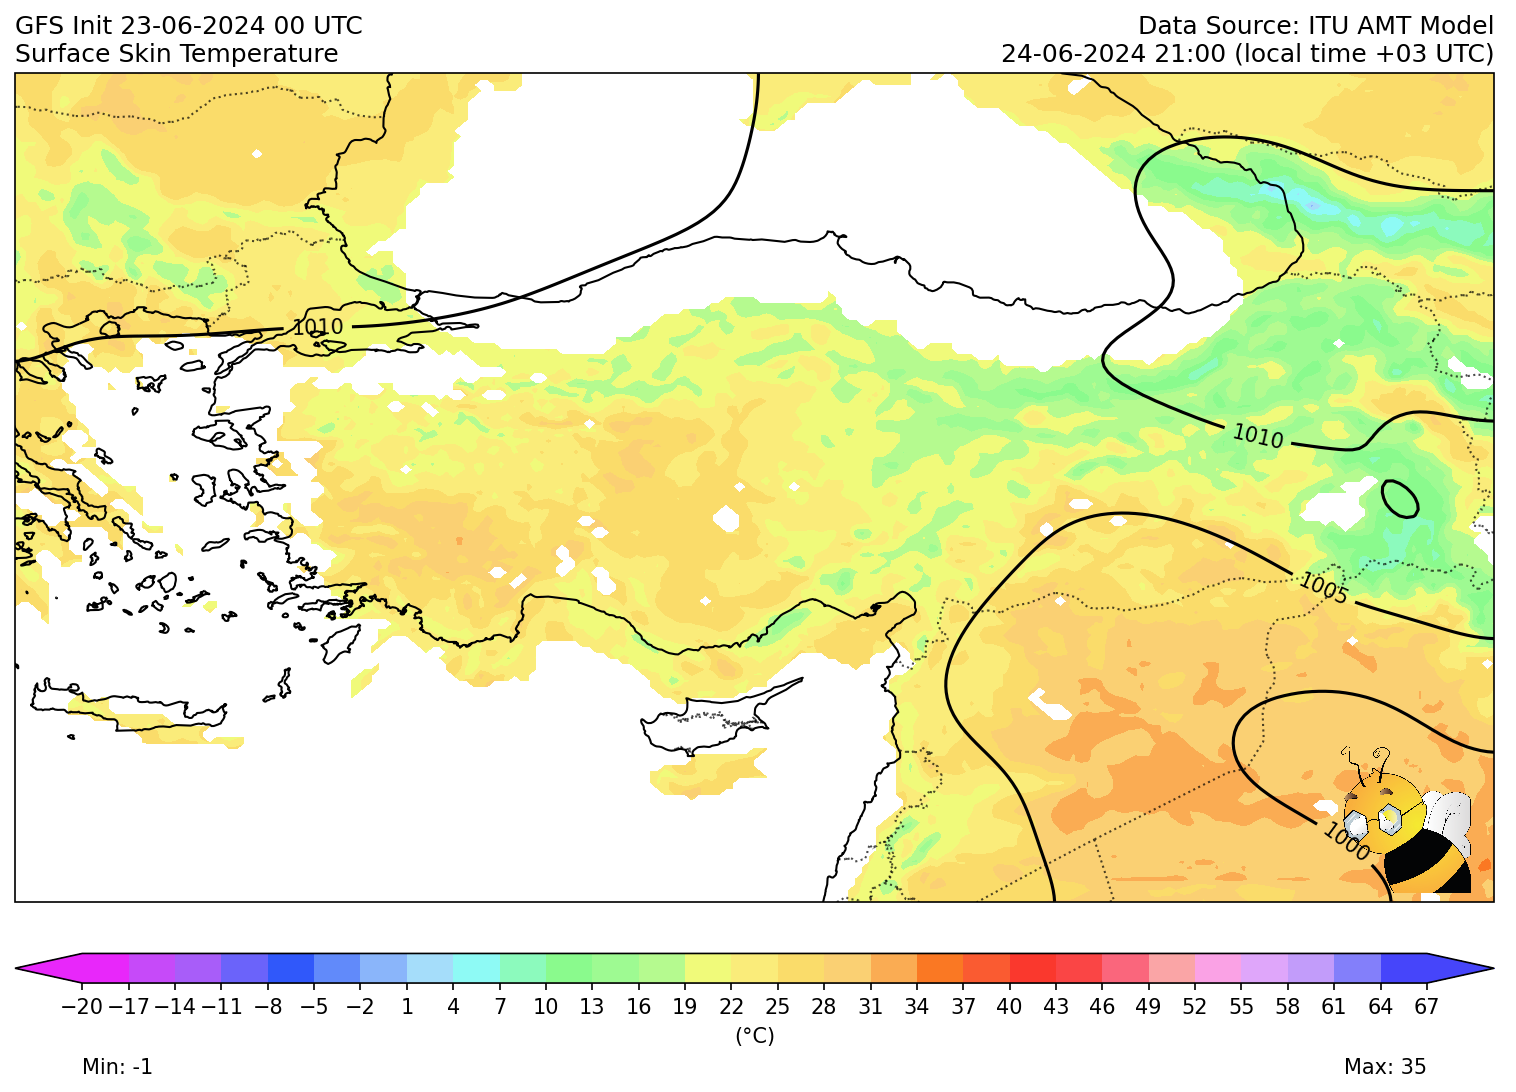 GFS Init 23-06-2024 00 UTC
Surface Skin Temperature
Data Source: ITU AMT Model
24-06-2024 21:00 (local time +03 UTC)
1010
1010
1005
1000
−20 −17 −14 −11 −8 −5 −2 1 4 7 10 13 16 19 22 25 28 31 34 37 40 43 46 49 52 55 58 61 64 67
(°C)
Min: -1
Max: 35